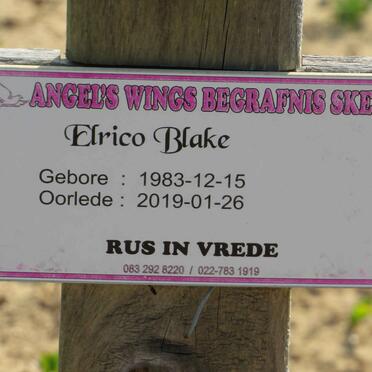 ANGEL'S WINGS BEGRAFNIS SKE
Elrico Blake
Gebore : 1983-12-15
Oorlede : 2019-01-26
RUS IN VREDE
083 292 8220 / 022-783 1919